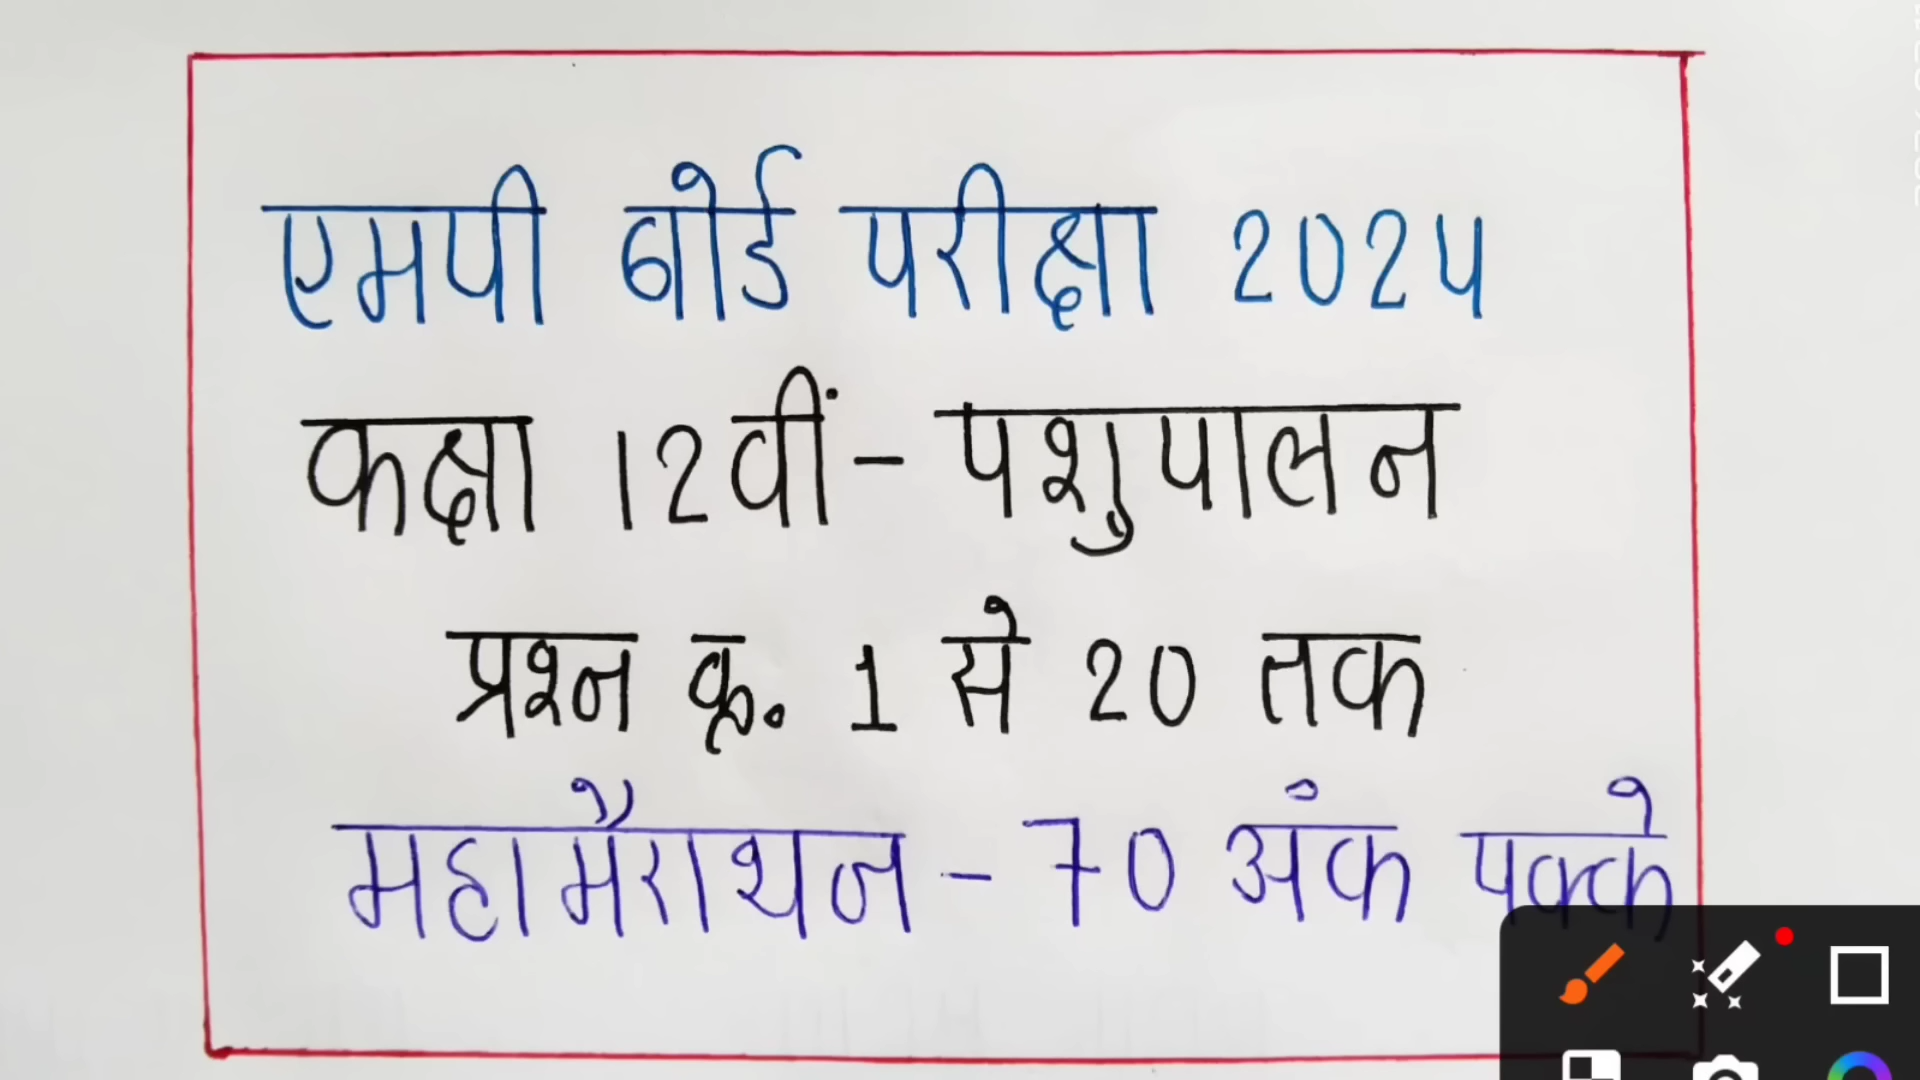 एमपी बोर्ड परीक्षा 2024
कक्षा 12वीं - पशुपालन
प्रश्न क्र. 1 से 20 तक
महामैराथन - 70 अंक पक्के